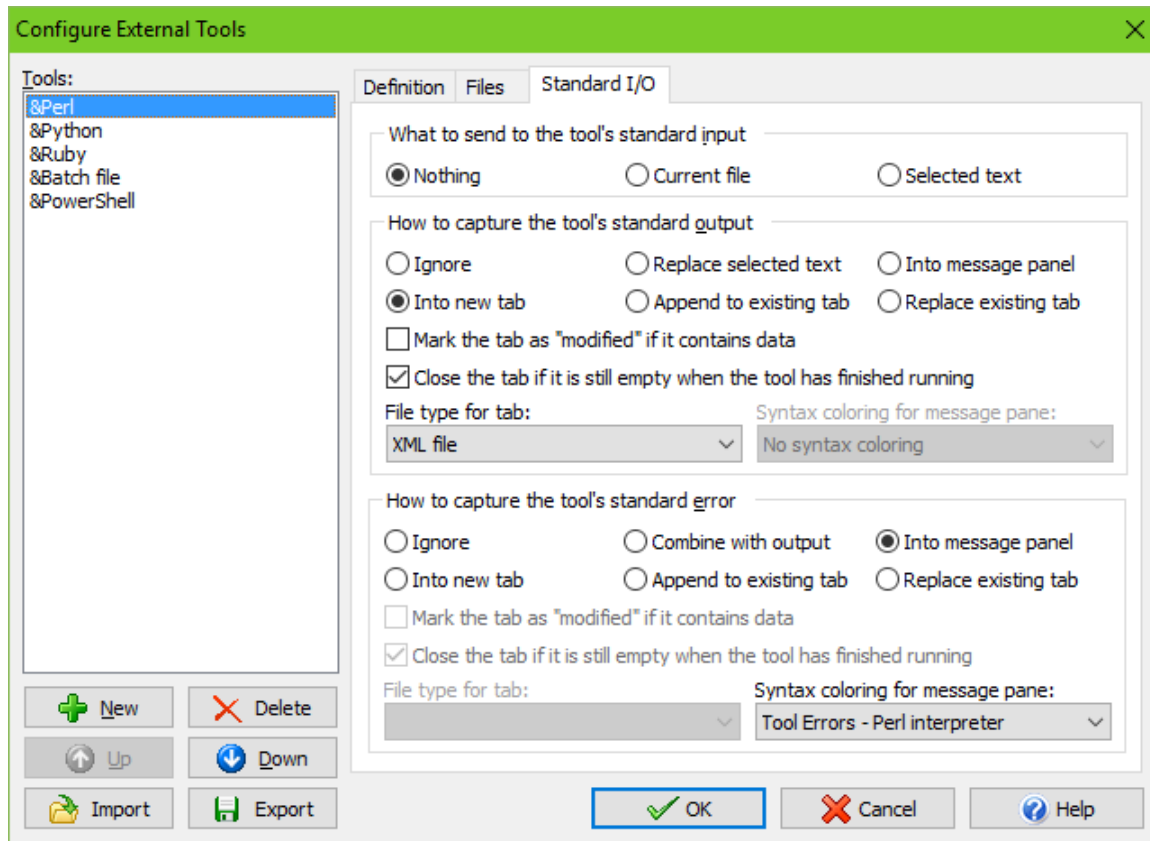 Configure External Tools
Tools:
&Perl
&Python
&Ruby
&Batch file
&PowerShell
New Delete
Up Down
Import Export
Definition Files Standard I/O
What to send to the tool's standard input
Nothing Current file Selected text
How to capture the tool's standard output
Ignore Replace selected text Into message panel
Into new tab Append to existing tab Replace existing tab
Mark the tab as "modified" if it contains data
Close the tab if it is still empty when the tool has finished running
File type for tab: Syntax coloring for message pane:
XML file No syntax coloring
How to capture the tool's standard error
Ignore Combine with output Into message panel
Into new tab Append to existing tab Replace existing tab
Mark the tab as "modified" if it contains data
Close the tab if it is still empty when the tool has finished running
File type for tab: Syntax coloring for message pane:
Tool Errors - Perl interpreter
OK Cancel Help